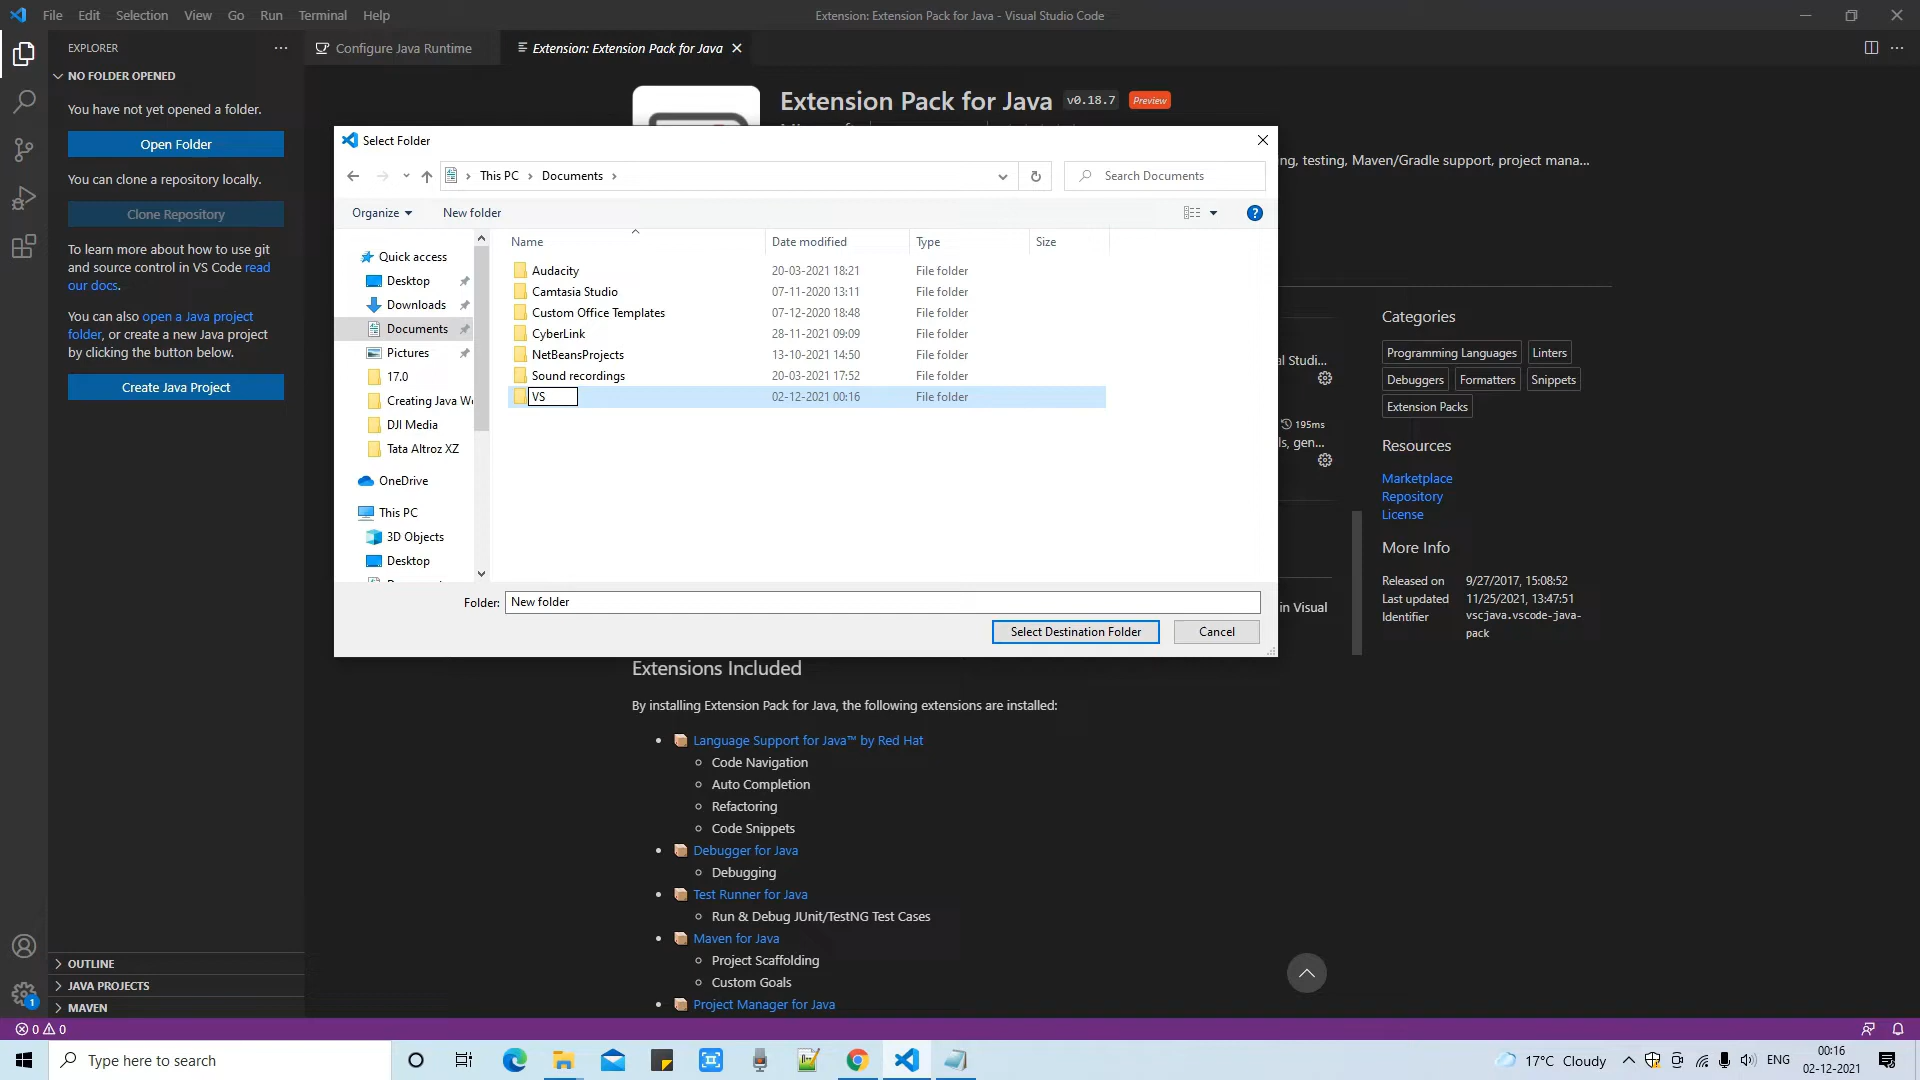 File Edit Selection View Go Run Terminal Help
Extension: Extension Pack for Java - Visual Studio Code
EXPLORER
NO FOLDER OPENED
You have not yet opened a folder.
Open Folder
You can clone a repository locally.
Clone Repository
To learn more about how to use git
and source control in VS Code read
our docs.
You can also open a Java project
folder, or create a new Java project
by clicking the button below.
Create Java Project
OUTLINE
JAVA PROJECTS
MAVEN
Configure Java Runtime
Extension: Extension Pack for Java
Extension Pack for Java v0.18.7 Preview
ng, testing, Maven/Gradle support, project mana...
Select Folder
This PC Documents
Search Documents
Organize New folder
Quick access
Desktop
Downloads
Documents
Pictures
17.0
Creating Java We
DJI Media
Tata Altroz XZ
OneDrive
This PC
3D Objects
Desktop
Name Date modified Type Size
Audacity 20-03-2021 18:21 File folder
Camtasia Studio 07-11-2020 13:11 File folder
Custom Office Templates 07-12-2020 18:48 File folder
CyberLink 28-11-2021 09:09 File folder
NetBeansProjects 13-10-2021 14:50 File folder
Sound recordings 20-03-2021 17:52 File folder
VS 02-12-2021 00:16 File folder
Folder: New folder
Select Destination Folder Cancel
al Studi...
195ms
ls, gen...
in Visual
Categories
Programming Languages Linters
Debuggers Formatters Snippets
Extension Packs
Resources
Marketplace
Repository
License
More Info
Released on 9/27/2017, 15:08:52
Last updated 11/25/2021, 13:47:51
Identifier vscjava.vscode-java-
pack
Extensions Included
By installing Extension Pack for Java, the following extensions are installed:
Language Support for Java™ by Red Hat
Code Navigation
Auto Completion
Refactoring
Code Snippets
Debugger for Java
Debugging
Test Runner for Java
Run & Debug JUnit/TestNG Test Cases
Maven for Java
Project Scaffolding
Custom Goals
Project Manager for Java
1
0 0
Type here to search
17°C Cloudy
ENG
00:16
02-12-2021